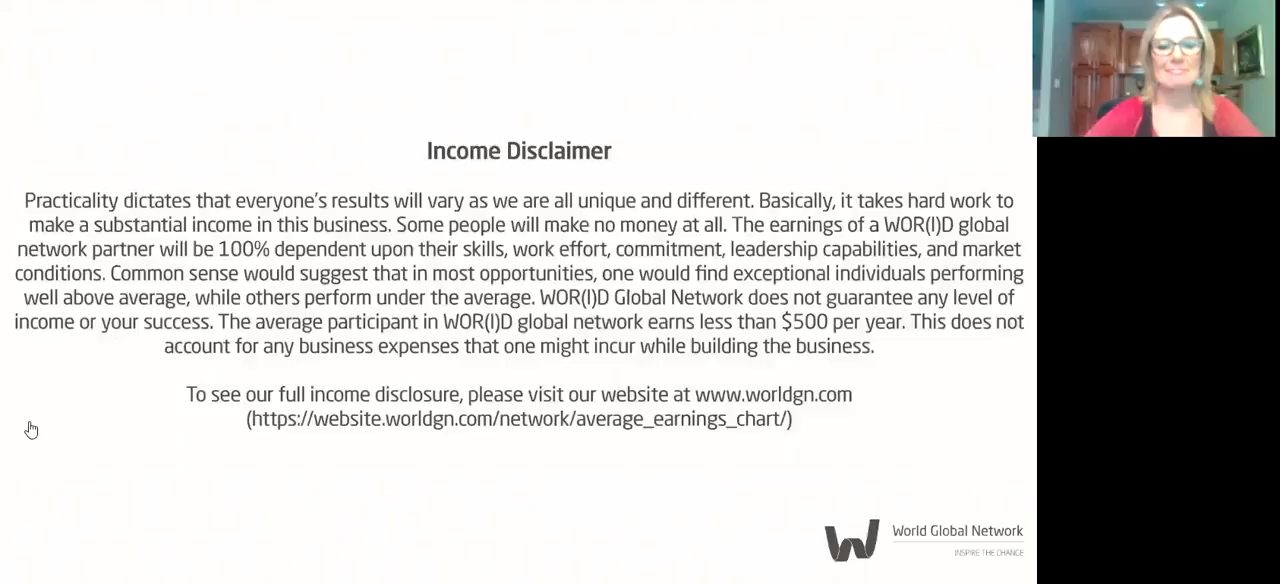 Income Disclaimer
Practicality dictates that everyone's results will vary as we are all unique and different. Basically, it takes hard work to
make a substantial income in this business. Some people will make no money at all. The earnings of a WOR(l)D global
network partner will be 100% dependent upon their skills, work effort, commitment, leadership capabilities, and market
conditions. Common sense would suggest that in most opportunities, one would find exceptional individuals performing
well above average, while others perform under the average. WOR(l)D Global Network does not guarantee any level of
income or your success. The average participant in WOR(l)D global network earns less than $500 per year. This does not
account for any business expenses that one might incur while building the business.
To see our full income disclosure, please visit our website at www.worldgn.com
(https://website.worldgn.com/network/average_earnings_chart/)
World Global Network
INSPIRE THE CHANGE